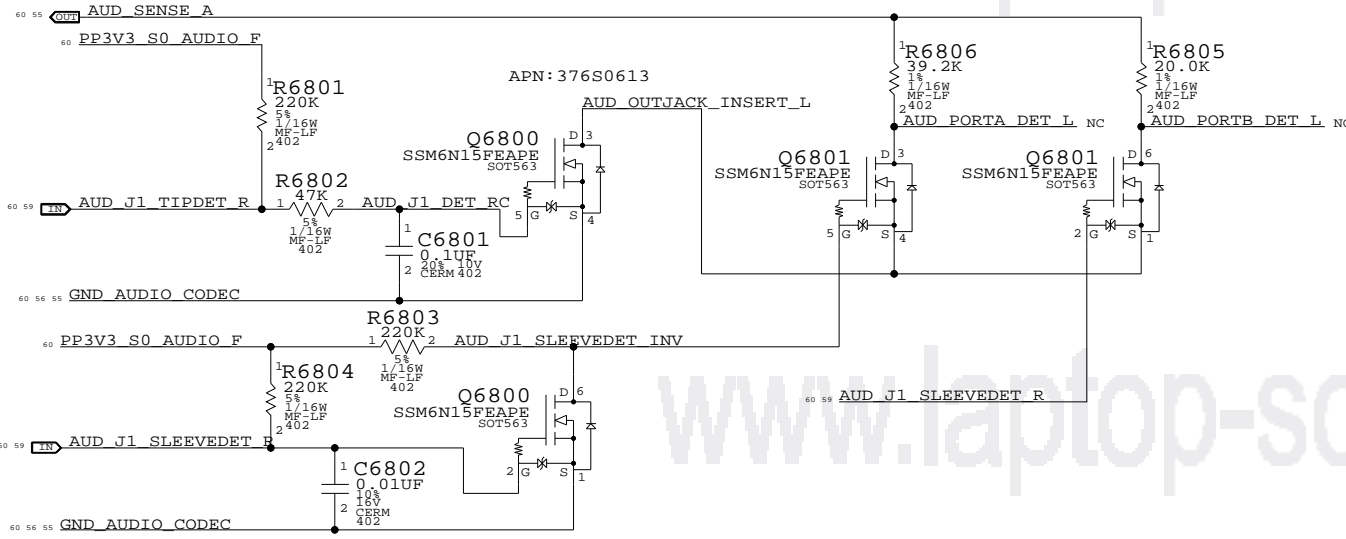 60 55 OUT AUD_SENSE_A
60 PP3V3_S0_AUDIO_F
1
R6801
220K
5%
1/16W
MF-LF
402
2
APN:376S0613
AUD_OUTJACK_INSERT_L
Q6800
SSM6N15FEAPE
SOT563
D 3
5 G S 4
1
R6806
39.2K
1%
1/16W
MF-LF
402
2
AUD_PORTA_DET_L NC
1
R6805
20.0K
1%
1/16W
MF-LF
402
2
AUD_PORTB_DET_L NC
Q6801
SSM6N15FEAPE
SOT563
D 3
5 G S 4
Q6801
SSM6N15FEAPE
SOT563
D 6
2 G S 1
R6802
47K
1 2
5%
1/16W
MF-LF
402
60 59 IN AUD_J1_TIPDET_R
AUD_J1_DET_RC
1
C6801
0.1UF
20% 10V
CERM 402
2
60 56 55 GND_AUDIO_CODEC
R6803
220K
1 2
5%
1/16W
MF-LF
402
60 PP3V3_S0_AUDIO_F
AUD_J1_SLEEVEDET_INV
1
R6804
220K
5%
1/16W
MF-LF
402
2
Q6800
SSM6N15FEAPE
SOT563
D 6
2 G S 1
60 59 AUD_J1_SLEEVEDET_R
60 59 IN AUD_J1_SLEEVEDET_R
1
C6802
0.01UF
10%
16V
CERM
402
2
60 56 55 GND_AUDIO_CODEC
www.laptop-sc